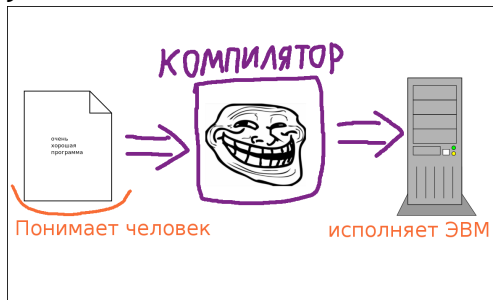 КОМПИЛЯТОР
очень
хорошая
программа
Понимает человек
исполняет ЭВМ